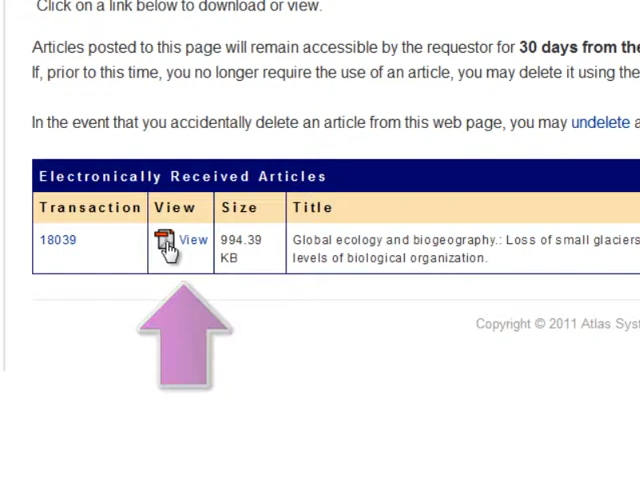 Click on a link below to download or view.
Articles posted to this page will remain accessible by the requestor for 30 days from the
If, prior to this time, you no longer require the use of an article, you may delete it using the
In the event that you accidentally delete an article from this web page, you may undelete a
Electronically Received Articles
Transaction View Size Title
18039 View 994.39 KB Global ecology and biogeography.: Loss of small glaciers
levels of biological organization.
Copyright © 2011 Atlas Syst